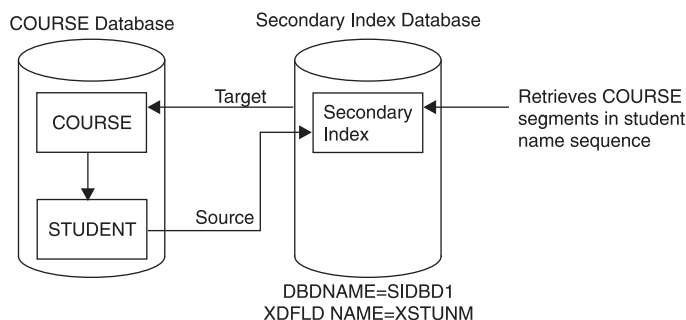 COURSE Database
Secondary Index Database
Target
COURSE
Secondary
Index
Retrieves COURSE
segments in student
name sequence
Source
STUDENT
DBDNAME=SIDBD1
XDFLD NAME=XSTUNM